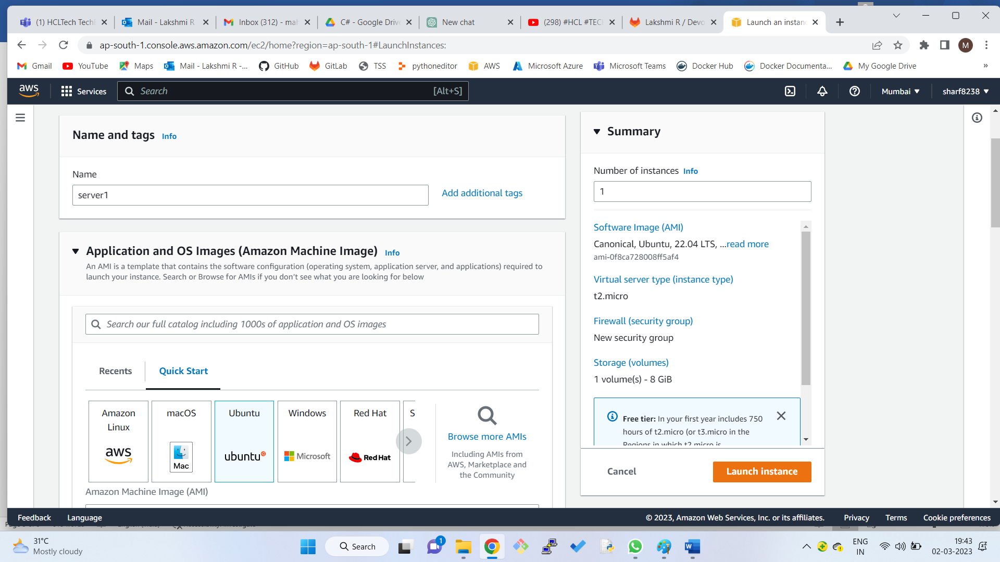 (1) HCLTech Tech
Mail - Lakshmi R
Inbox (312) - mah
C# - Google Drive
New chat
(298) #HCL #TEC
Lakshmi R / Devo
Launch an instanc
ap-south-1.console.aws.amazon.com/ec2/home?region=ap-south-1#LaunchInstances:
M
Gmail
YouTube
Maps
Mail - Lakshmi R -...
GitHub
GitLab
TSS
pythoneditor
AWS
Microsoft Azure
Microsoft Teams
Docker Hub
Docker Documenta...
My Google Drive
»
aws
Services
Search
[Alt+S]
Mumbai
sharf8238
Name and tags Info
Name
server1
Add additional tags
Application and OS Images (Amazon Machine Image) Info
An AMI is a template that contains the software configuration (operating system, application server, and applications) required to
launch your instance. Search or Browse for AMIs if you don't see what you are looking for below
Search our full catalog including 1000s of application and OS images
Recents
Quick Start
Amazon
Linux
aws
macOS
Mac
Ubuntu
ubuntu
Windows
Microsoft
Red Hat
Red Hat
S
Browse more AMIs
Including AMIs from
AWS, Marketplace and
the Community
Amazon Machine Image (AMI)
Summary
Number of instances Info
1
Software Image (AMI)
Canonical, Ubuntu, 22.04 LTS, ...read more
ami-0f8ca728008ff5af4
Virtual server type (instance type)
t2.micro
Firewall (security group)
New security group
Storage (volumes)
1 volume(s) - 8 GiB
Free tier: In your first year includes 750
hours of t2.micro (or t3.micro in the
Regions in which t2.micro is
Cancel
Launch instance
Feedback
Language
© 2023, Amazon Web Services, Inc. or its affiliates.
Privacy
Terms
Cookie preferences
31°C
Mostly cloudy
Search
1
ENG
IN
19:43
02-03-2023